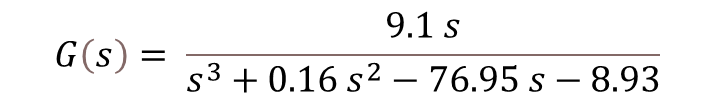 G(s) = 9.1 s / s³ + 0.16 s² − 76.95 s − 8.93